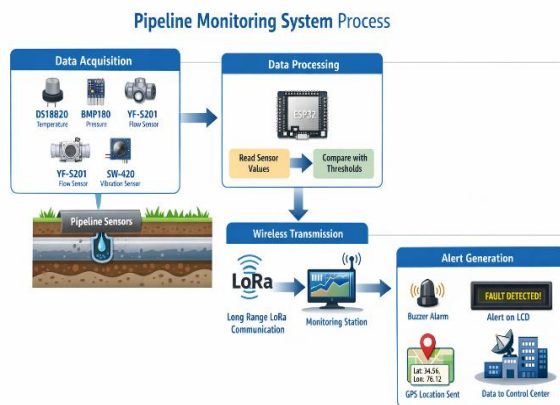 Pipeline Monitoring System Process
Data Acquisition
DS18820
Temperature
BMP180
Pressure
YF-S201
Flow Sensor
YF-S201
Flow Sensor
SW-420
Vibration Sensor
Pipeline Sensors
Data Processing
ESP32
Read Sensor
Values
Compare with
Thresholds
Wireless Transmission
LoRa
Long Range LoRa
Communication
Monitoring Station
Alert Generation
Buzzer Alarm
FAULT DETECTED!
Alert on LCD
Lat: 34.56.
Lon: 76.12
GPS Location Sent
Data to Control Center